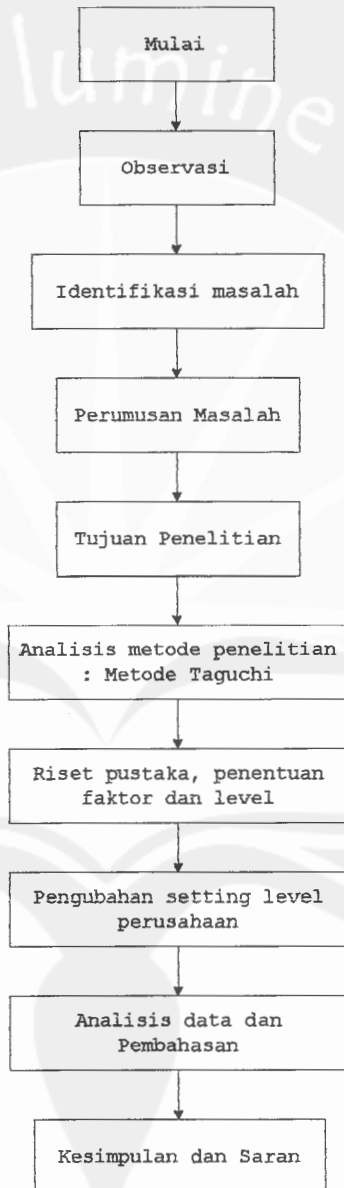 Mulai
lumine
Observasi
Identifikasi masalah
Perumusan Masalah
Tujuan Penelitian
Analisis metode penelitian
: Metode Taguchi
Riset pustaka, penentuan
faktor dan level
Pengubahan setting level
perusahaan
Analisis data dan
Pembahasan
Kesimpulan dan Saran